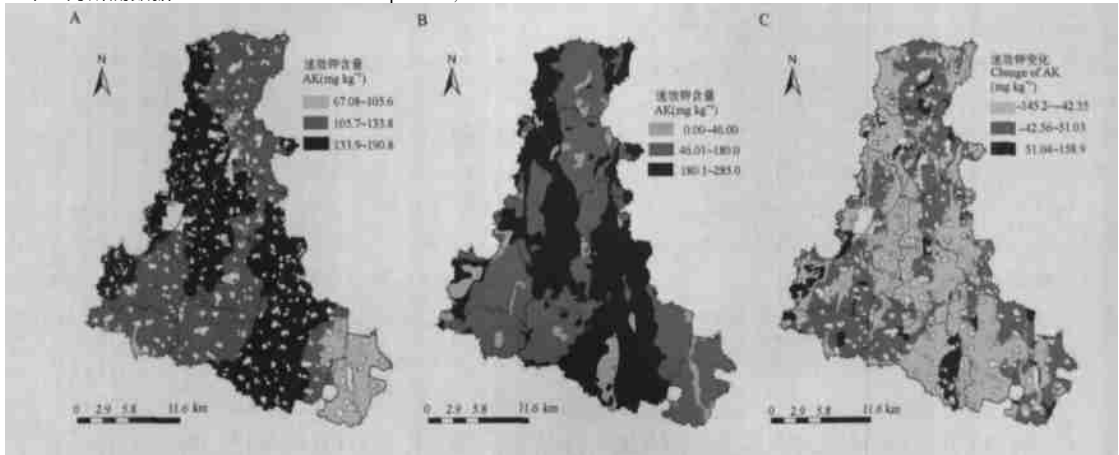 A
N
速效钾含量
AK(mg kg⁻¹)
67.08~105.6
105.7~133.8
133.9~190.8
0 2.9 5.8 11.6 km
B
N
速效钾含量
AK(mg kg⁻¹)
0.00~46.00
46.01~180.0
180.1~285.0
0 2.9 5.8 11.6 km
C
N
速效钾变化
Change of AK
(mg kg⁻¹)
-42.56~51.03
51.04~158.9
0 2.9 5.8 11.6 km